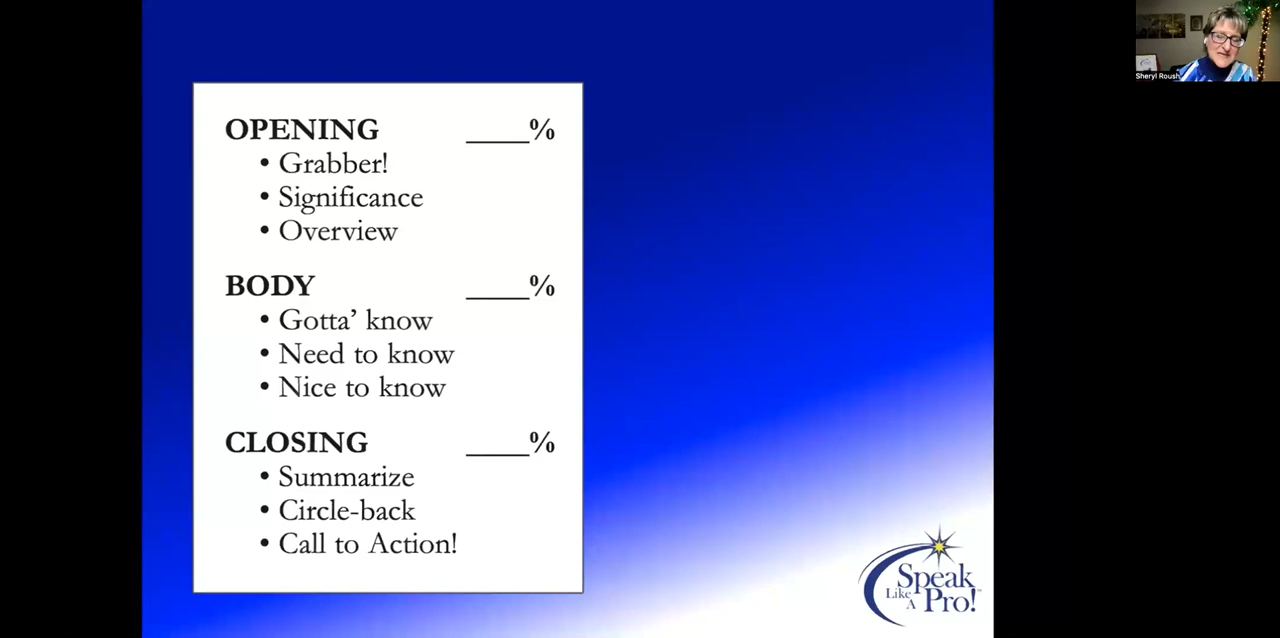 OPENING _____%
• Grabber!
• Significance
• Overview
BODY _____%
• Gotta’ know
• Need to know
• Nice to know
CLOSING _____%
• Summarize
• Circle-back
• Call to Action!
Sheryl Roush
Speak
Like A
Pro!